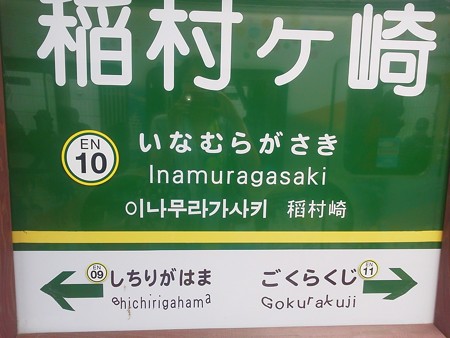 稲村ヶ崎
EN
10
いなむらがさき
Inamuragasaki
이나무라가사키 稲村崎
EN
09
しちりがはま
Shichirigahama
ごくらくじ
EN
11
Gokurakuji